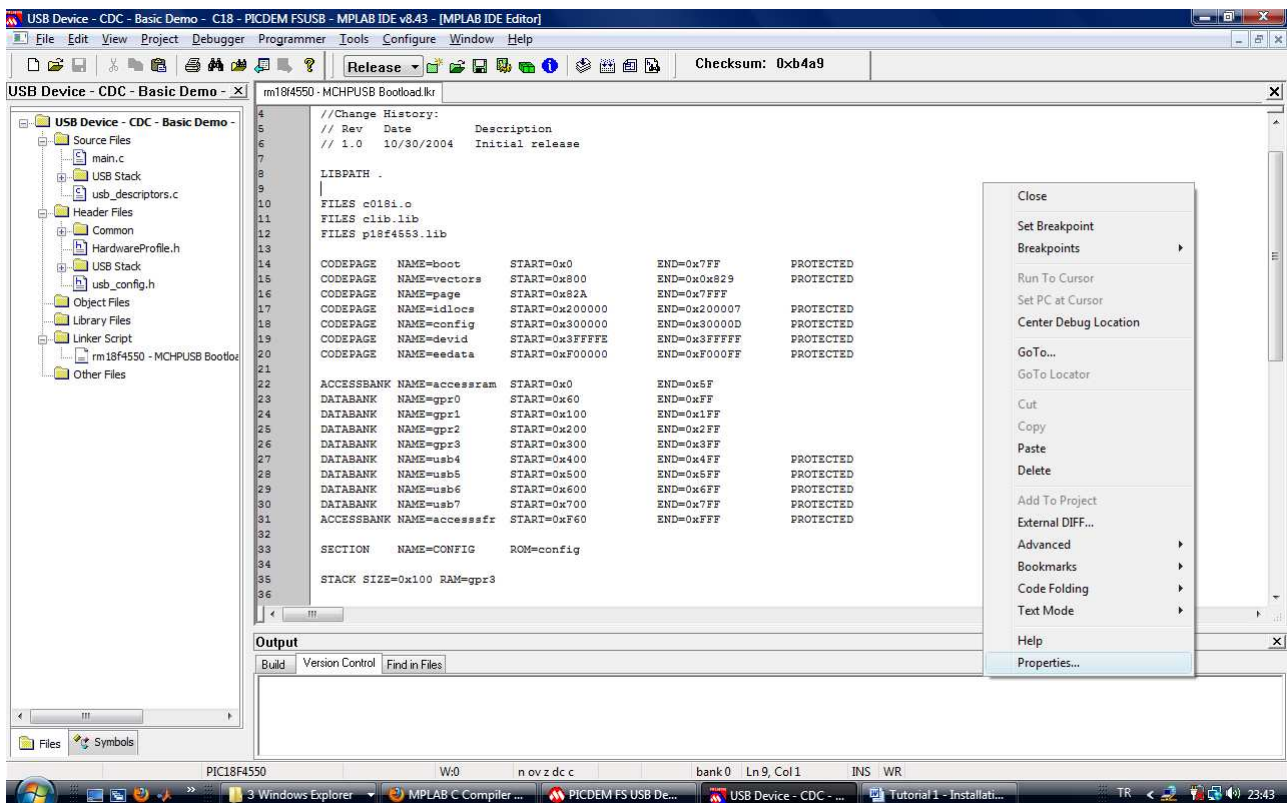 USB Device - CDC - Basic Demo - C18 - PICDEM FSUSB - MPLAB IDE v8.43 - [MPLAB IDE Editor]
File Edit View Project Debugger Programmer Tools Configure Window Help
Release Checksum: 0xb4a9
USB Device - CDC - Basic Demo -
USB Device - CDC - Basic Demo -
Source Files
main.c
USB Stack
usb_descriptors.c
Header Files
Common
HardwareProfile.h
USB Stack
usb_config.h
Object Files
Library Files
Linker Script
rm18f4550 - MCHPUSB Bootloa
Other Files
Files Symbols
rm18f4550 - MCHPUSB Bootload.lkr
4 //Change History:
5 // Rev Date Description
6 // 1.0 10/30/2004 Initial release
7
8 LIBPATH .
9
10 FILES c018i.o
11 FILES clib.lib
12 FILES p18f4553.lib
13
14 CODEPAGE NAME=boot START=0x0 END=0x7FF PROTECTED
15 CODEPAGE NAME=vectors START=0x800 END=0x0x829 PROTECTED
16 CODEPAGE NAME=page START=0x82A END=0x7FFF
17 CODEPAGE NAME=idlocs START=0x200000 END=0x200007 PROTECTED
18 CODEPAGE NAME=config START=0x300000 END=0x30000D PROTECTED
19 CODEPAGE NAME=devid START=0x3FFFFE END=0x3FFFFF PROTECTED
20 CODEPAGE NAME=eedata START=0xF00000 END=0xF000FF PROTECTED
21
22 ACCESSBANK NAME=accessram START=0x0 END=0x5F
23 DATABANK NAME=gpr0 START=0x60 END=0xFF
24 DATABANK NAME=gpr1 START=0x100 END=0x1FF
25 DATABANK NAME=gpr2 START=0x200 END=0x2FF
26 DATABANK NAME=gpr3 START=0x300 END=0x3FF
27 DATABANK NAME=usb4 START=0x400 END=0x4FF PROTECTED
28 DATABANK NAME=usb5 START=0x500 END=0x5FF PROTECTED
29 DATABANK NAME=usb6 START=0x600 END=0x6FF PROTECTED
30 DATABANK NAME=usb7 START=0x700 END=0x7FF PROTECTED
31 ACCESSBANK NAME=accesssfr START=0xF60 END=0xFFF PROTECTED
32
33 SECTION NAME=CONFIG ROM=config
34
35 STACK SIZE=0x100 RAM=gpr3
36
Close
Set Breakpoint
Breakpoints
Run To Cursor
Set PC at Cursor
Center Debug Location
GoTo...
GoTo Locator
Cut
Copy
Paste
Delete
Add To Project
External DIFF...
Advanced
Bookmarks
Code Folding
Text Mode
Help
Properties...
Output
Build Version Control Find in Files
PIC18F4550 W:0 n ov z dc c bank 0 Ln 9, Col 1 INS WR
3 Windows Explorer MPLAB C Compiler ... PICDEM FS USB De... USB Device - CDC - ... Tutorial 1 - Installati... TR 23:43